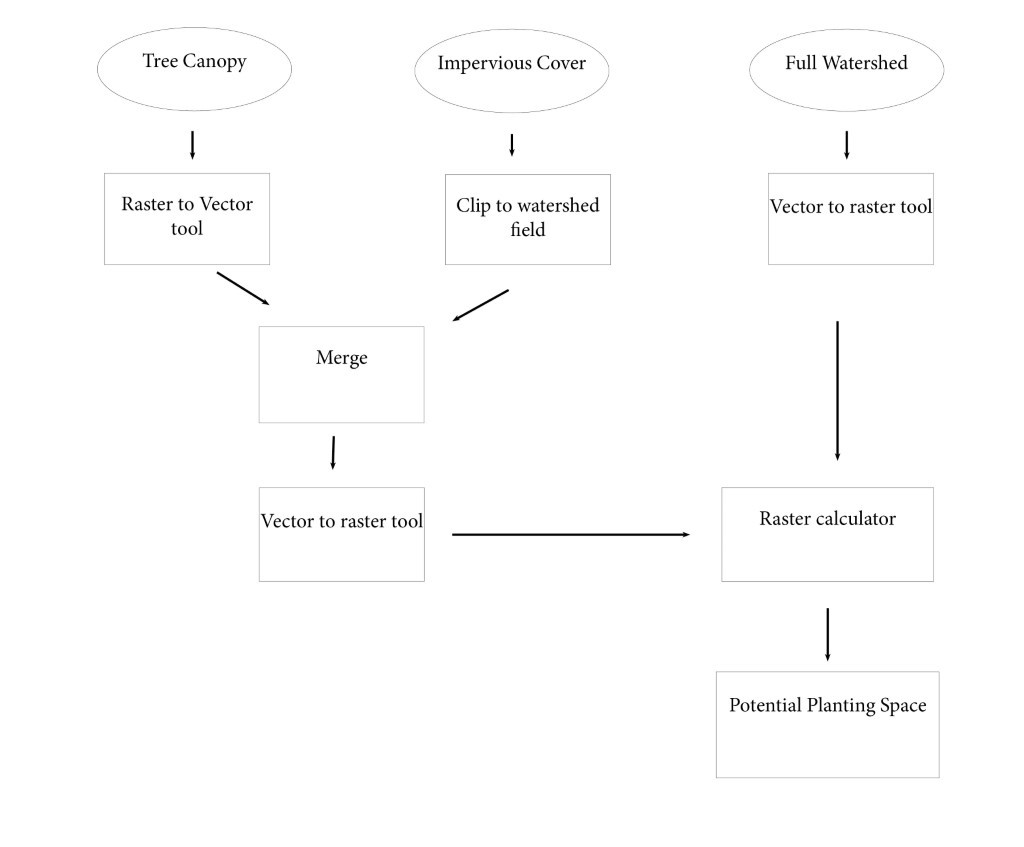 Tree Canopy
Impervious Cover
Full Watershed
Raster to Vector
tool
Clip to watershed
field
Vector to raster tool
Merge
Vector to raster tool
Raster calculator
Potential Planting Space